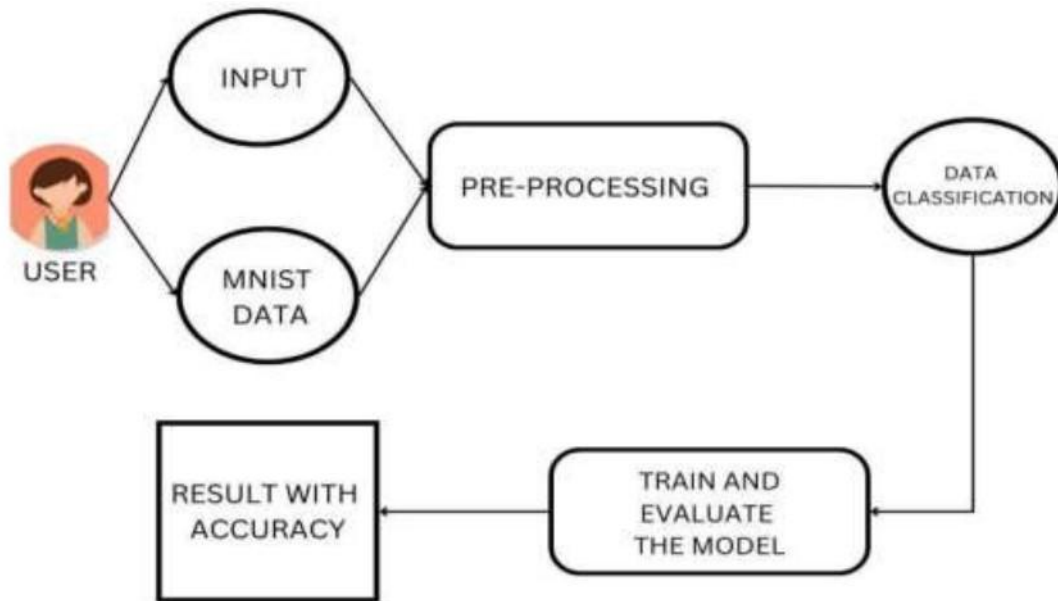 INPUT
USER
MNIST
DATA
PRE-PROCESSING
DATA
CLASSIFICATION
TRAIN AND
EVALUATE
THE MODEL
RESULT WITH
ACCURACY